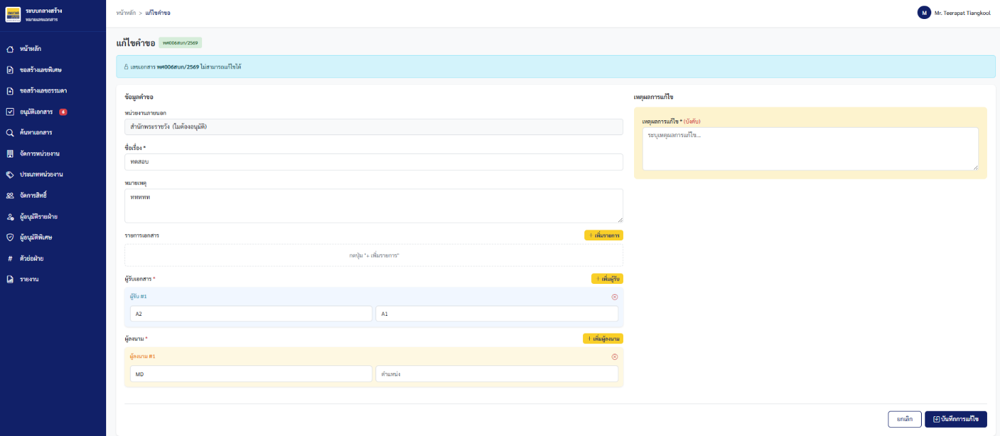 ระบบกลางสร้าง
หมายเลขเอกสาร
หน้าหลัก > แก้ไขคำขอ
M Mr. Teerapat Tiangkool
หน้าหลัก
ขอสร้างเลขพิเศษ
ขอสร้างเลขธรรมดา
อนุมัติเอกสาร 6
ค้นหาเอกสาร
จัดการหน่วยงาน
ประเภทหน่วยงาน
จัดการสิทธิ์
ผู้อนุมัติรายฝ่าย
ผู้อนุมัติพิเศษ
# ตัวย่อฝ่าย
รายงาน
แก้ไขคำขอ พศ006สบก/2569
เลขเอกสาร พศ006สบก/2569 ไม่สามารถแก้ไขได้
ข้อมูลคำขอ
หน่วยงานภายนอก
สำนักพระราชวัง (ไม่ต้องอนุมัติ)
ชื่อเรื่อง *
ทดสอบ
หมายเหตุ
ททททท
รายการเอกสาร
+ เพิ่มรายการ
กดปุ่ม "+ เพิ่มรายการ"
ผู้รับเอกสาร *
+ เพิ่มผู้รับ
ผู้รับ #1
A2 A1
ผู้ลงนาม *
+ เพิ่มผู้ลงนาม
ผู้ลงนาม #1
MD ตำแหน่ง
เหตุผลการแก้ไข
เหตุผลการแก้ไข * (บังคับ)
ระบุเหตุผลการแก้ไข...
ยกเลิก บันทึกการแก้ไข